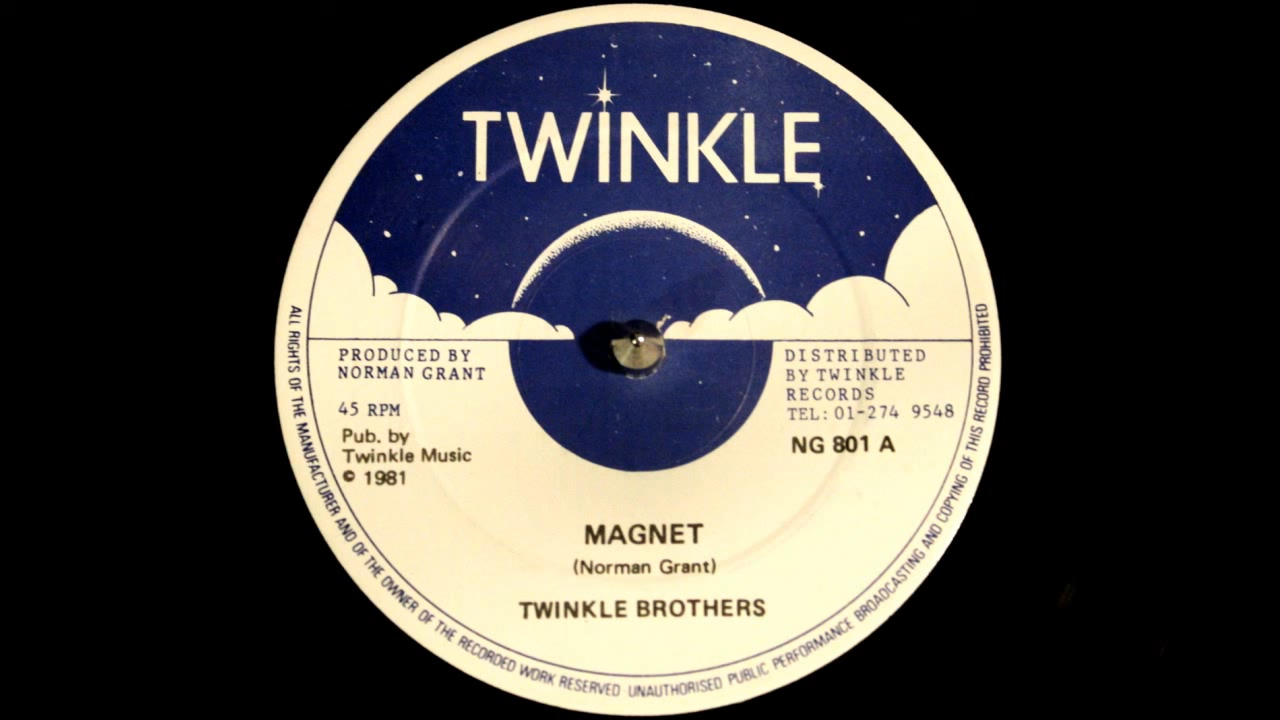 TWINKLE
PRODUCED BY
NORMAN GRANT
45 RPM
Pub. by
Twinkle Music
© 1981
DISTRIBUTED
BY TWINKLE
RECORDS
TEL: 01-274 9548
NG 801 A
MAGNET
(Norman Grant)
TWINKLE BROTHERS
ALL RIGHTS OF THE MANUFACTURER AND OF THE OWNER OF THE RECORDED WORK RESERVED UNAUTHORISED PUBLIC PERFORMANCE BROADCASTING AND COPYING OF THIS RECORD PROHIBITED